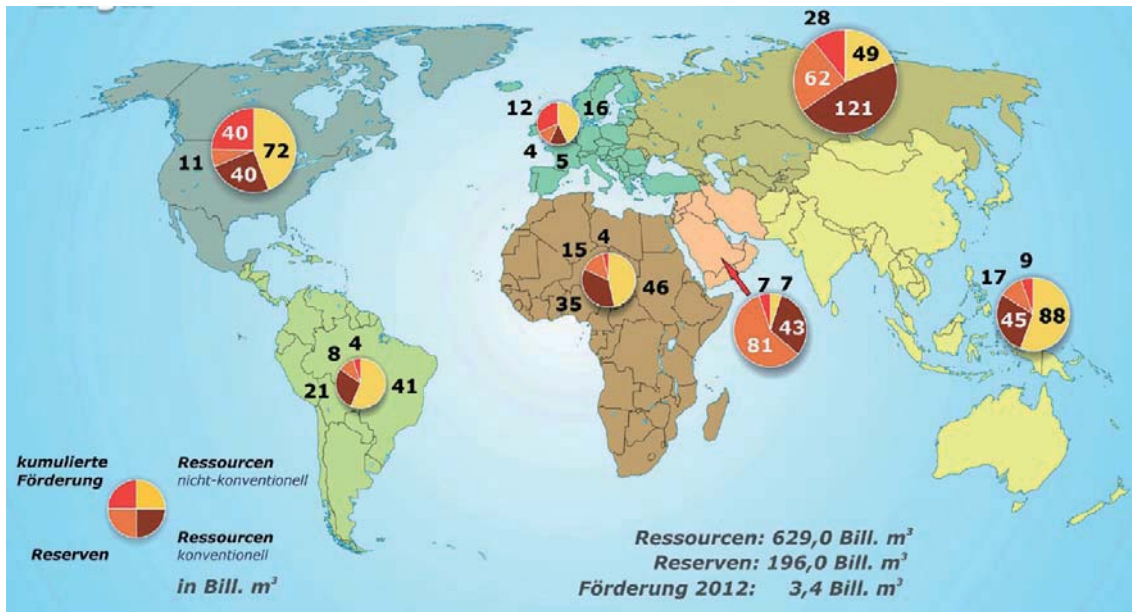 28
49
62
121
12
16
4
5
40
72
11
40
15
4
35
46
7
7
43
81
17
9
45
88
8
4
21
41
kumulierte
Förderung
Ressourcen
nicht-konventionell
Reserven
Ressourcen
konventionell
in Bill. m³
Ressourcen: 629,0 Bill. m³
Reserven: 196,0 Bill. m³
Förderung 2012: 3,4 Bill. m³